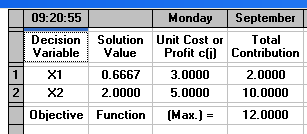 09:20:55 Monday September
Decision Solution Unit Cost or Total
Variable Value Profit c(j) Contribution
1 X1 0.6667 3.0000 2.0000
2 X2 2.0000 5.0000 10.0000
Objective Function (Max.) = 12.0000